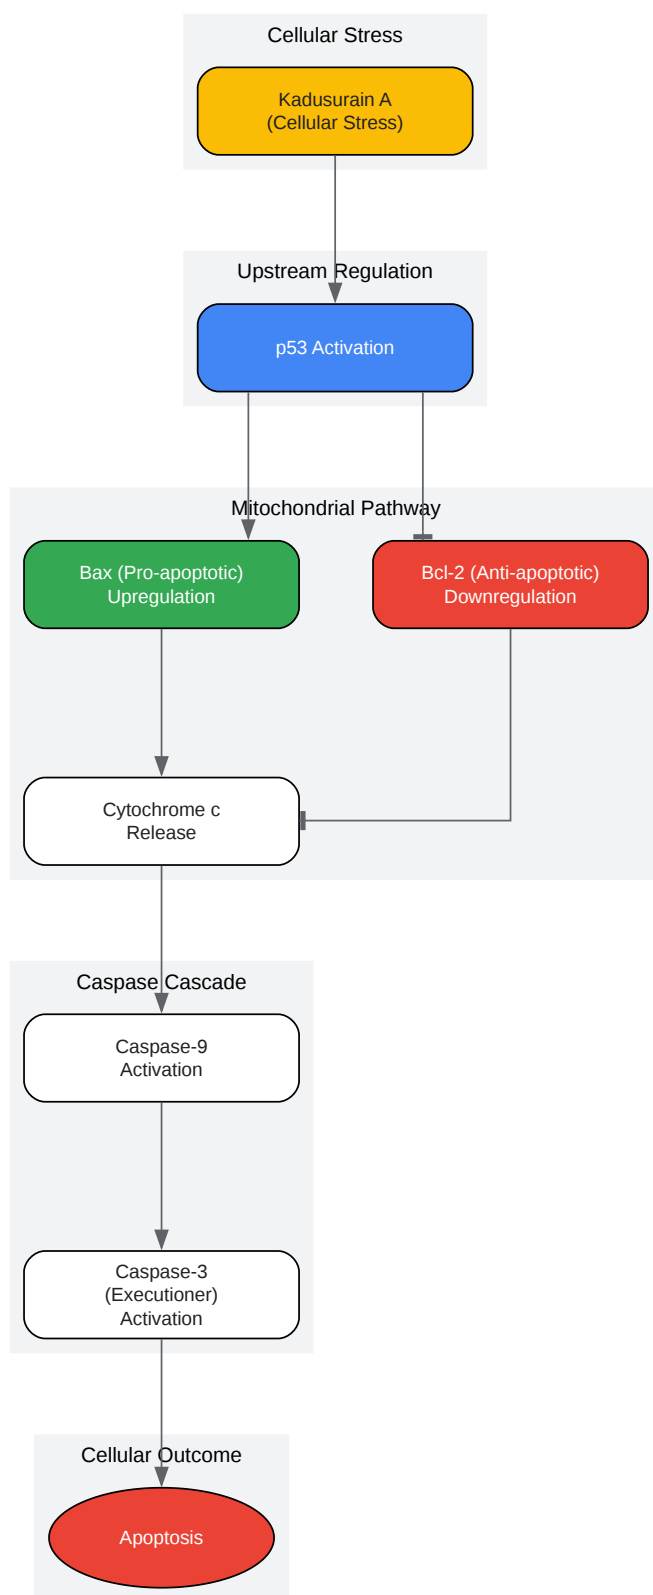 Cellular Stress
Kadusurain A
(Cellular Stress)
Upstream Regulation
p53 Activation
Mitochondrial Pathway
Bax (Pro-apoptotic)
Upregulation
Bcl-2 (Anti-apoptotic)
Downregulation
Cytochrome c
Release
Caspase Cascade
Caspase-9
Activation
Caspase-3
(Executioner)
Activation
Cellular Outcome
Apoptosis